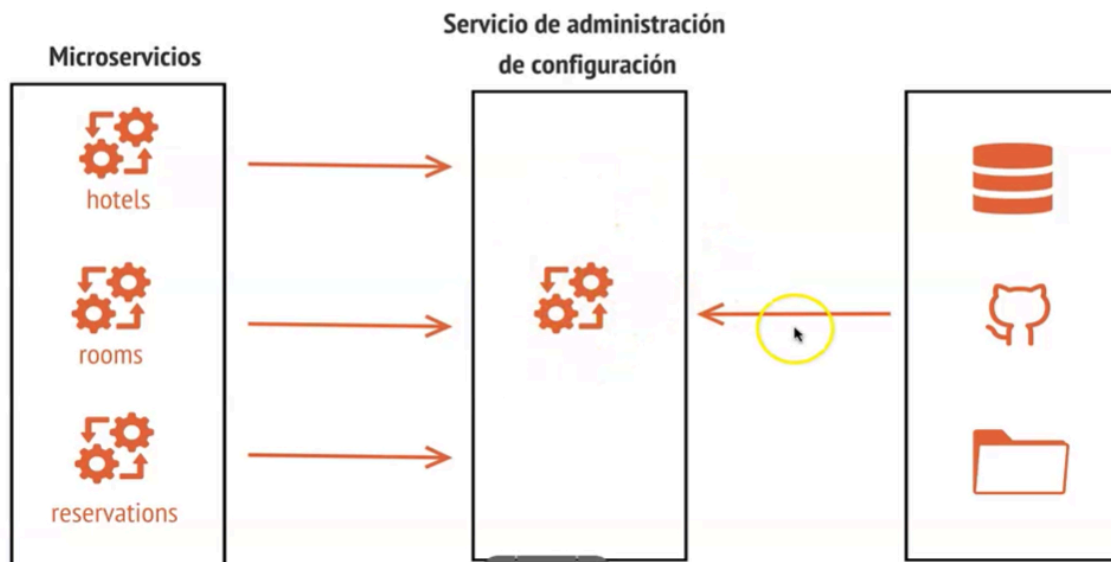 Servicio de administración
de configuración
Microservicios
hotels
rooms
reservations